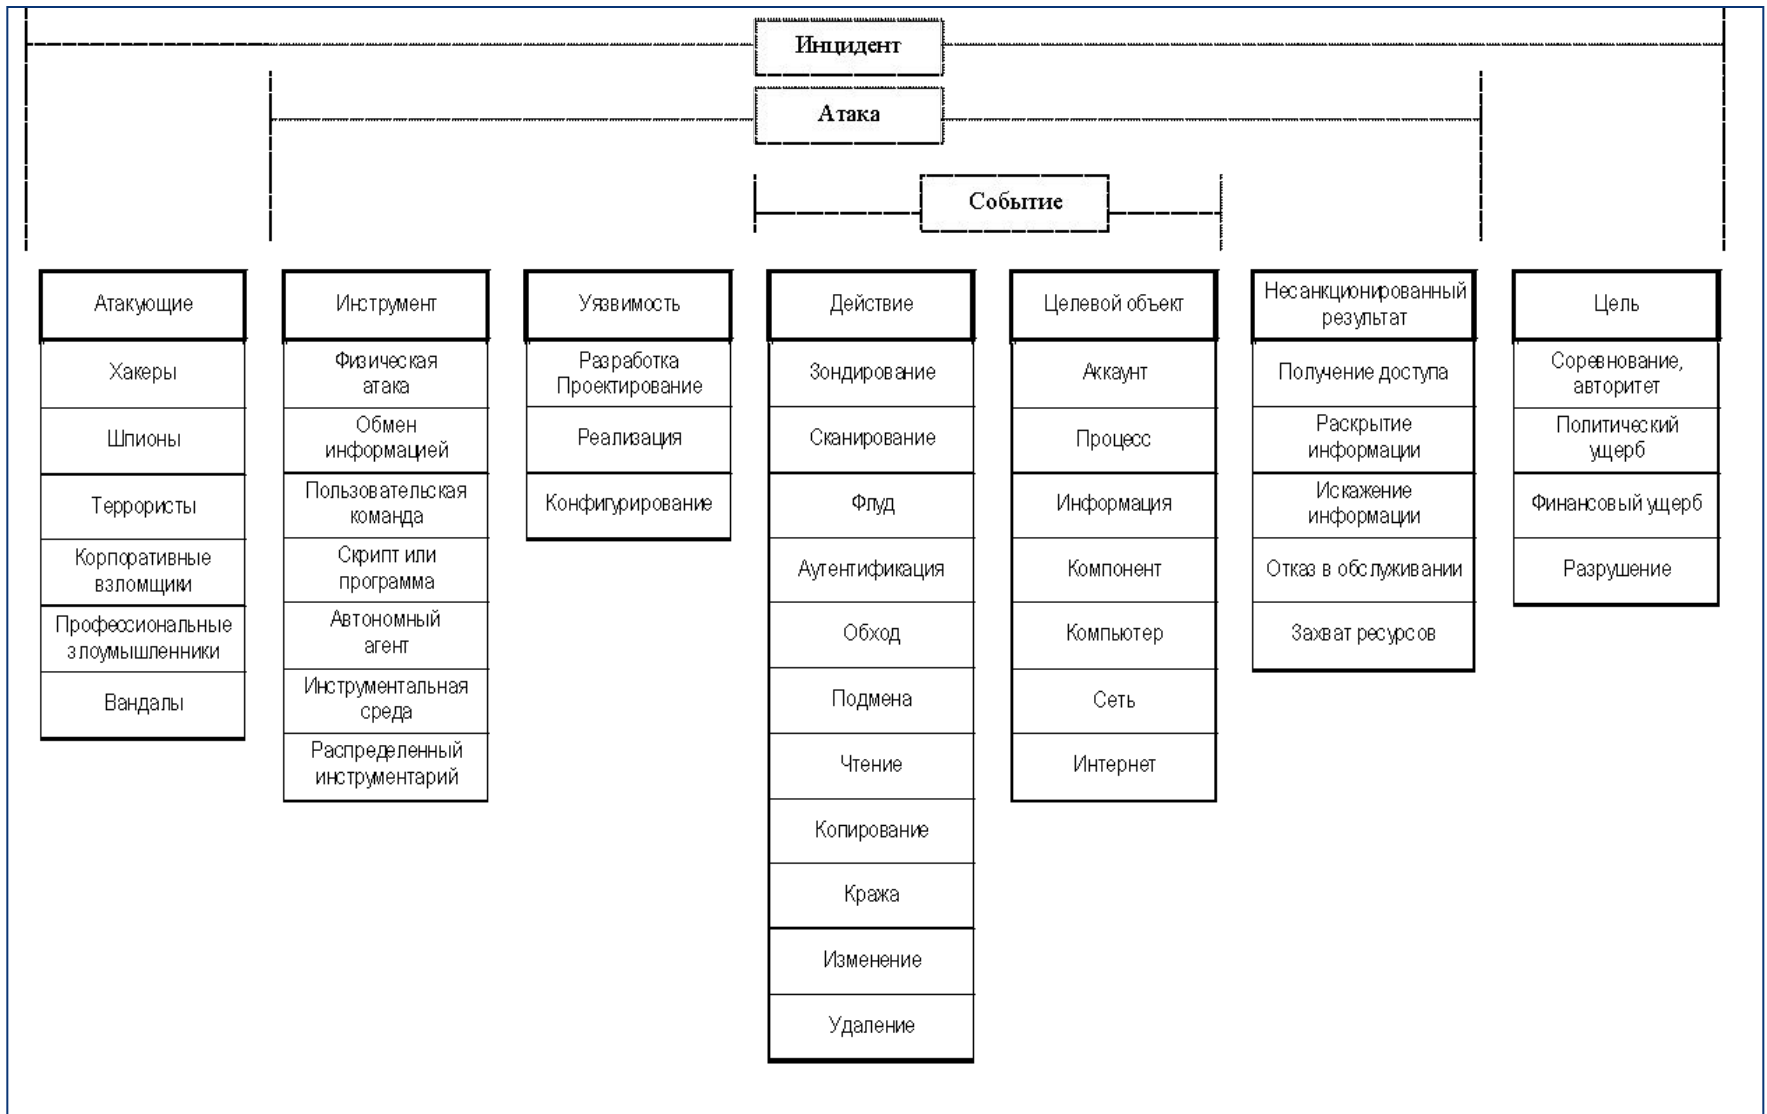 Инцидент
Атака
Событие
Атакующие
Хакеры
Шпионы
Террористы
Корпоративные
взломщики
Профессиональные
злоумышленники
Вандалы
Инструмент
Физическая
атака
Обмен
информацией
Пользовательская
команда
Скрипт или
программа
Автономный
агент
Инструментальная
среда
Распределенный
инструментарий
Уязвимость
Разработка
Проектирование
Реализация
Конфигурирование
Действие
Зондирование
Сканирование
Флуд
Аутентификация
Обход
Подмена
Чтение
Копирование
Кража
Изменение
Удаление
Целевой объект
Аккаунт
Процесс
Информация
Компонент
Компьютер
Сеть
Интернет
Несанкционированный
результат
Получение доступа
Раскрытие
информации
Искажение
информации
Отказ в обслуживании
Захват ресурсов
Цель
Соревнование,
авторитет
Политический
ущерб
Финансовый ущерб
Разрушение